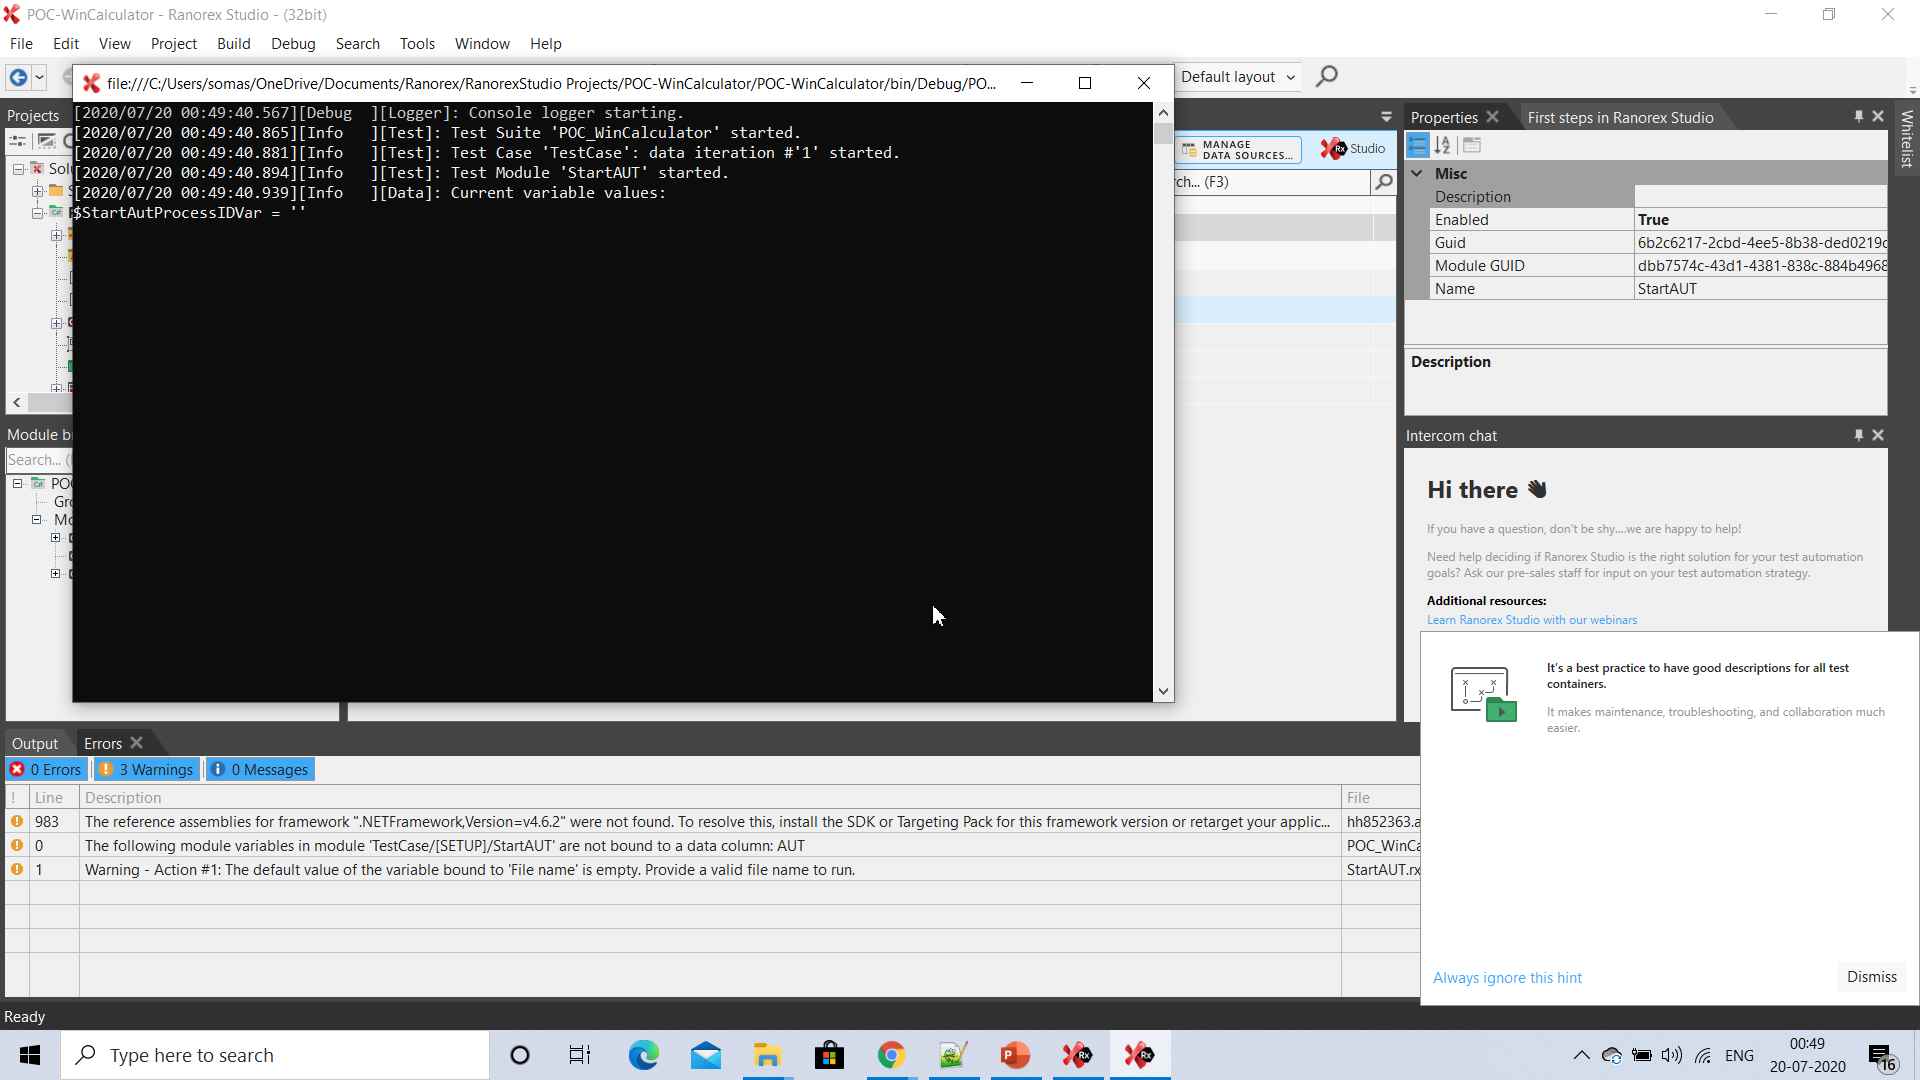 POC-WinCalculator - Ranorex Studio - (32bit)
File Edit View Project Build Debug Search Tools Window Help
file:///C:/Users/somas/OneDrive/Documents/Ranorex/RanorexStudio Projects/POC-WinCalculator/POC-WinCalculator/bin/Debug/PO...
Default layout
[2020/07/20 00:49:40.567][Debug ][Logger]: Console logger starting.
[2020/07/20 00:49:40.865][Info ][Test]: Test Suite 'POC_WinCalculator' started.
[2020/07/20 00:49:40.881][Info ][Test]: Test Case 'TestCase': data iteration #'1' started.
[2020/07/20 00:49:40.894][Info ][Test]: Test Module 'StartAUT' started.
[2020/07/20 00:49:40.939][Info ][Data]: Current variable values:
$StartAutProcessIDVar = ''
Projects
Solu
Module b
Search... (
POC
Gro
Mo
MANAGE
DATA SOURCES...
Studio
rch... (F3)
Properties
First steps in Ranorex Studio
Whitelist
Misc
Description
Enabled True
Guid 6b2c6217-2cbd-4ee5-8b38-ded0219c
Module GUID dbb7574c-43d1-4381-838c-884b4968
Name StartAUT
Description
Intercom chat
Hi there
If you have a question, don't be shy....we are happy to help!
Need help deciding if Ranorex Studio is the right solution for your test automation
goals? Ask our pre-sales staff for input on your test automation strategy.
Additional resources:
Learn Ranorex Studio with our webinars
It's a best practice to have good descriptions for all test
containers.
It makes maintenance, troubleshooting, and collaboration much
easier.
Always ignore this hint
Dismiss
Output Errors
0 Errors 3 Warnings 0 Messages
! Line Description File
983 The reference assemblies for framework ".NETFramework,Version=v4.6.2" were not found. To resolve this, install the SDK or Targeting Pack for this framework version or retarget your applic... hh852363.a
0 The following module variables in module 'TestCase/[SETUP]/StartAUT' are not bound to a data column: AUT POC_WinCa
1 Warning - Action #1: The default value of the variable bound to 'File name' is empty. Provide a valid file name to run. StartAUT.rx
Ready
Type here to search
ENG
00:49
20-07-2020
16